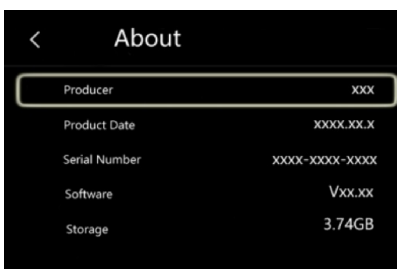 < About
Producer xxx
Product Date xxxx.xx.x
Serial Number xxxx-xxxx-xxxx
Software Vxx.xx
Storage 3.74GB